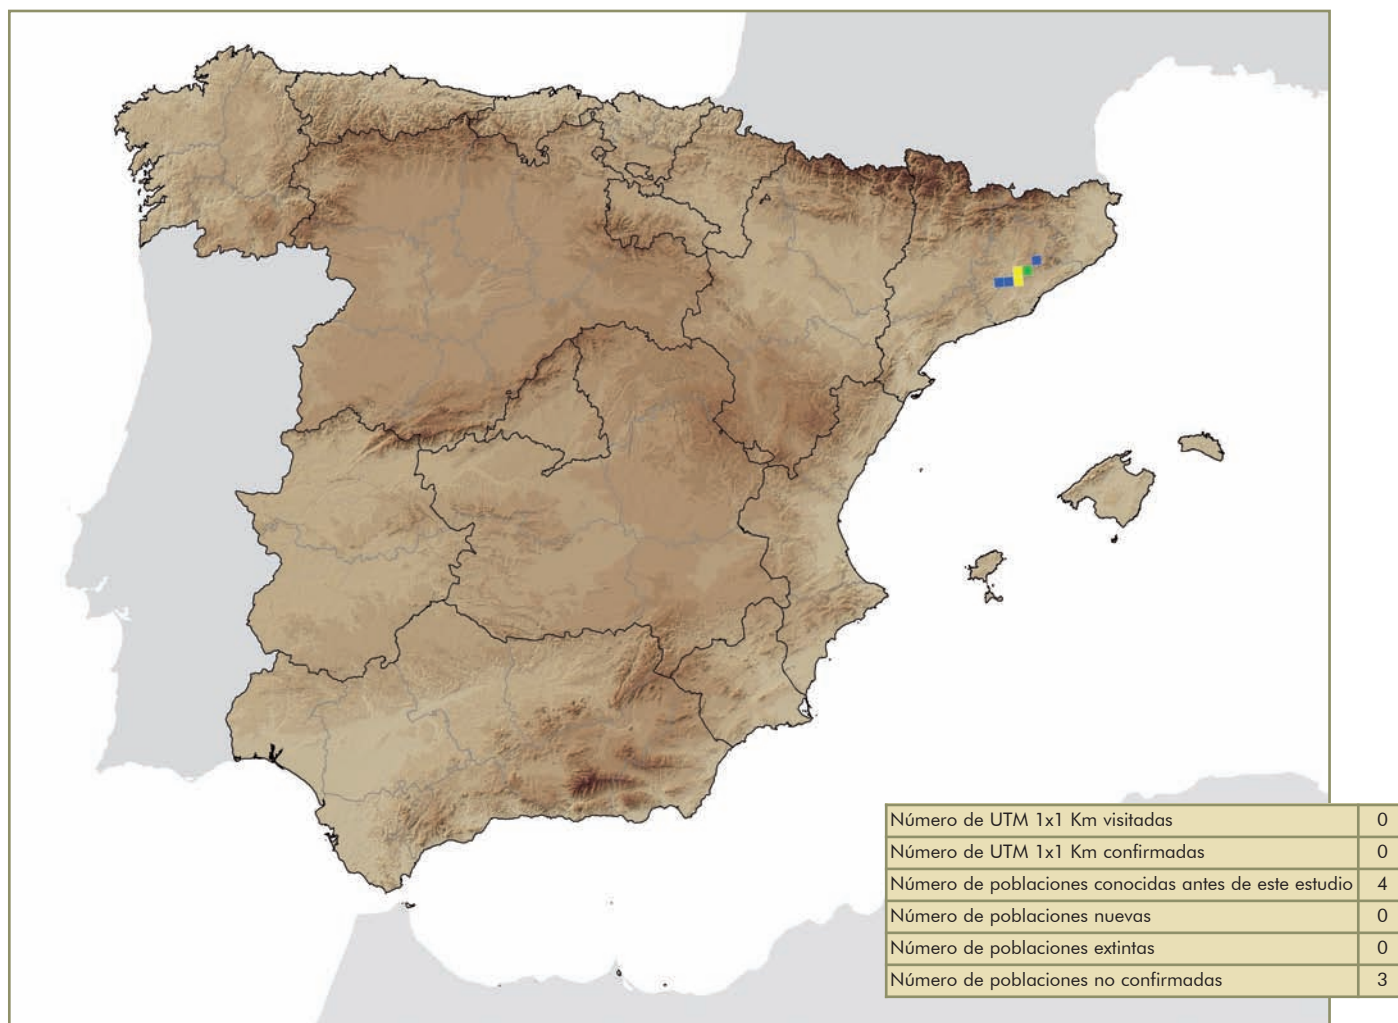 Número de UTM 1x1 Km visitadas 0
Número de UTM 1x1 Km confirmadas 0
Número de poblaciones conocidas antes de este estudio 4
Número de poblaciones nuevas 0
Número de poblaciones extintas 0
Número de poblaciones no confirmadas 3